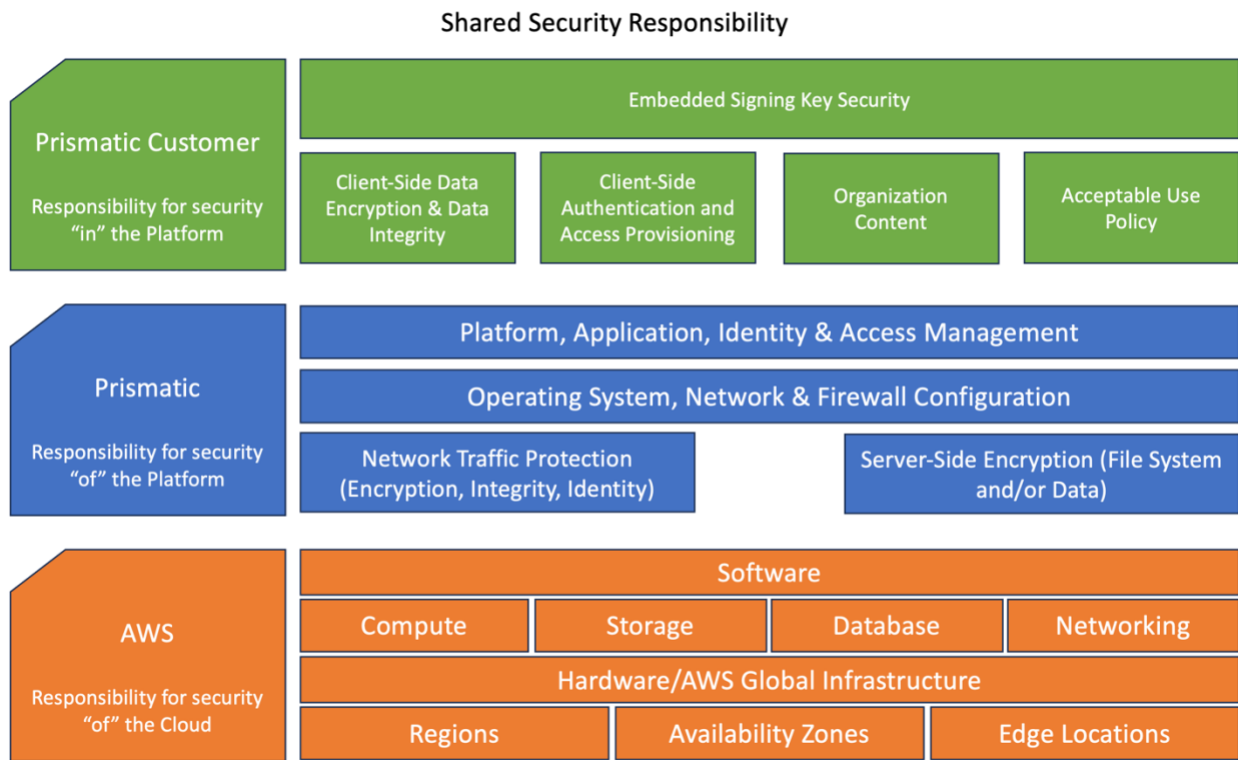 Shared Security Responsibility
Prismatic Customer
Responsibility for security
“in” the Platform
Embedded Signing Key Security
Client-Side Data
Encryption & Data
Integrity
Client-Side
Authentication and
Access Provisioning
Organization
Content
Acceptable Use
Policy
Prismatic
Responsibility for security
“of” the Platform
Platform, Application, Identity & Access Management
Operating System, Network & Firewall Configuration
Network Traffic Protection
(Encryption, Integrity, Identity)
Server-Side Encryption (File System
and/or Data)
AWS
Responsibility for security
“of” the Cloud
Software
Compute
Storage
Database
Networking
Hardware/AWS Global Infrastructure
Regions
Availability Zones
Edge Locations